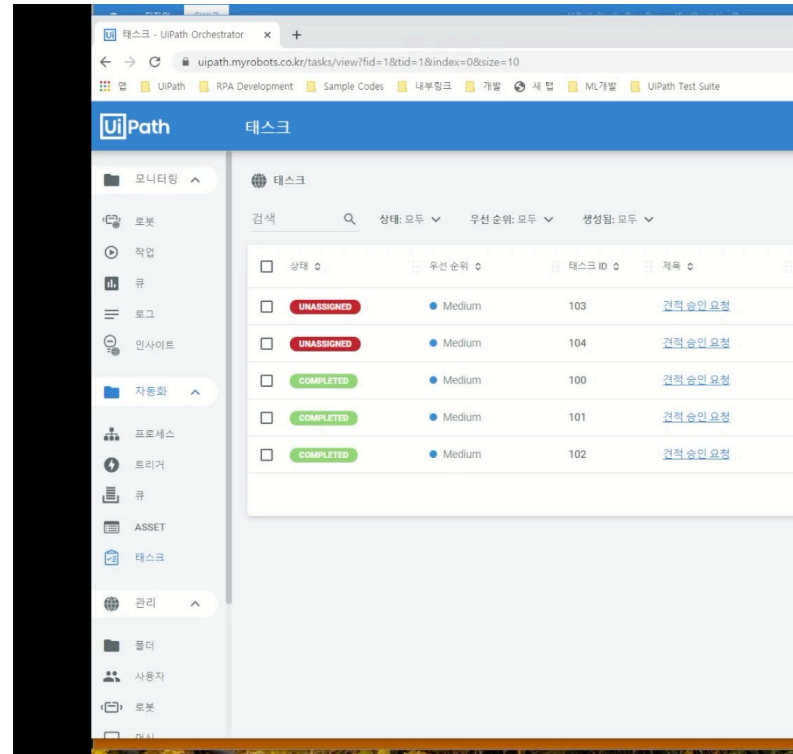 태스크 - UiPath Orchestrator
uipath.myrobots.co.kr/tasks/view?fid=1&tid=1&index=0&size=10
앱 UiPath RPA Development Sample Codes 내부링크 개발 새 탭 ML개발 UiPath Test Suite
UiPath 태스크
모니터링
로봇
작업
큐
로그
인사이트
자동화
프로세스
트리거
큐
ASSET
태스크
관리
폴더
사용자
로봇
태스크
검색 상태: 모두 우선 순위: 모두 생성됨: 모두
상태 우선 순위 태스크 ID 제목
UNASSIGNED Medium 103 견적 승인 요청
UNASSIGNED Medium 104 견적 승인 요청
COMPLETED Medium 100 견적 승인 요청
COMPLETED Medium 101 견적 승인 요청
COMPLETED Medium 102 견적 승인 요청